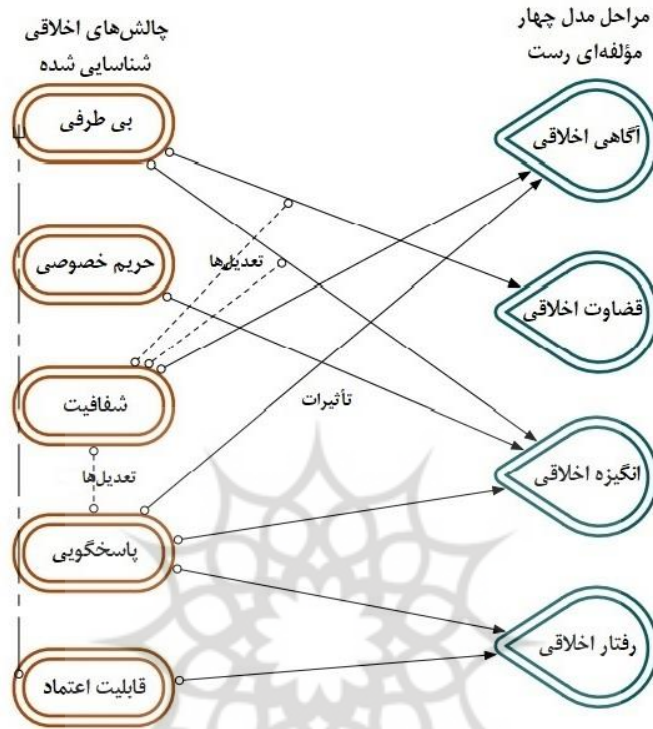 مراحل مدل چهار
مؤلفه‌ای رست
چالش‌های اخلاقی
شناسایی شده
آگاهی اخلاقی
بی طرفی
قضاوت اخلاقی
حریم خصوصی
تعدیل‌ها
شفافیت
تأثیرات
انگیزه اخلاقی
تعدیل‌ها
پاسخگویی
رفتار اخلاقی
قابلیت اعتماد